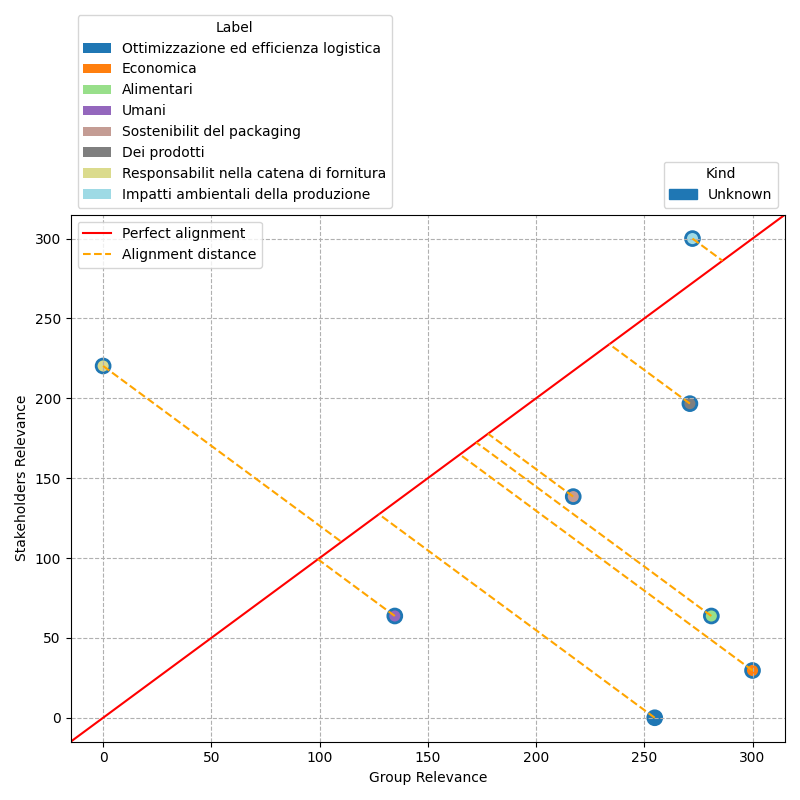 Label
Ottimizzazione ed efficienza logistica
Economica
Alimentari
Umani
Sostenibilit del packaging
Dei prodotti
Responsabilit nella catena di fornitura
Impatti ambientali della produzione
Kind
Unknown
Perfect alignment
Alignment distance
Stakeholders Relevance
300
250
200
150
100
50
0
0 50 100 150 200 250 300
Group Relevance